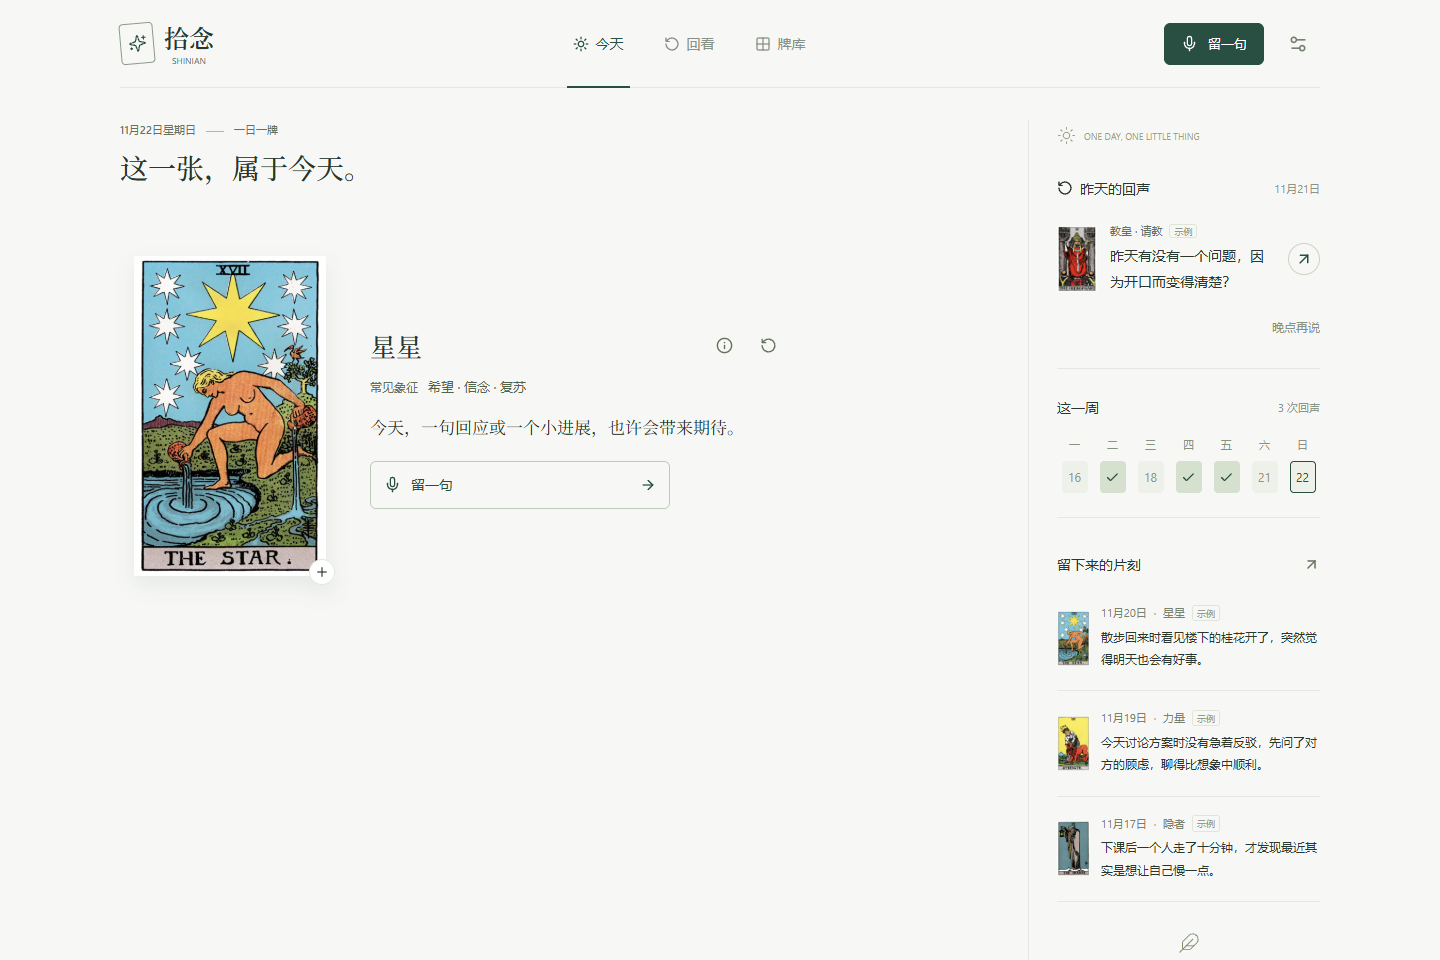 拾念
SHINIAN
今天
回看
牌库
留一句
11月22日星期日 — 一日一牌
这一张，属于今天。
XVII
THE STAR.
星星
常见象征 希望 · 信念 · 复苏
今天，一句回应或一个小进展，也许会带来期待。
留一句
ONE DAY, ONE LITTLE THING
昨天的回声
11月21日
教皇 · 请教 示例
昨天有没有一个问题，因
为开口而变得清楚？
晚点再说
这一周
3 次回声
一 二 三 四 五 六 日
16 18 21 22
留下来的片刻
11月20日 · 星星 示例
散步回来时看见楼下的桂花开了，突然觉
得明天也会有好事。
11月19日 · 力量 示例
今天讨论方案时没有急着反驳，先问了对
方的顾虑，聊得比想象中顺利。
11月17日 · 隐者 示例
下课后一个人走了十分钟，才发现最近其
实是想让自己慢一点。